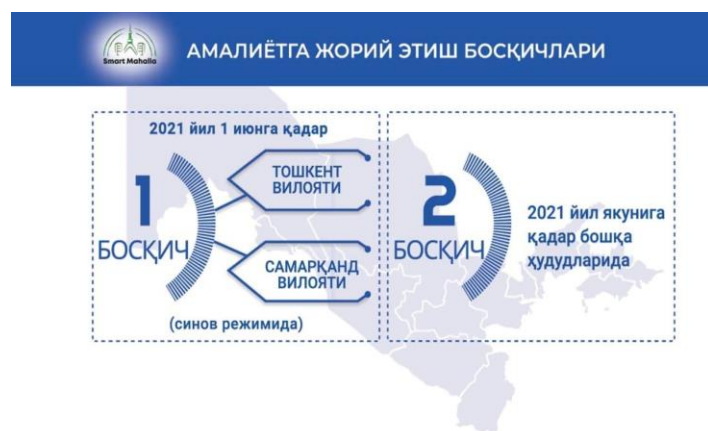 Smart Mahalla
АМАЛИЁТГА ЖОРИЙ ЭТИШ БОСҚИЧЛАРИ
2021 йил 1 июнга қадар
1
БОСҚИЧ
ТОШКЕНТ
ВИЛОЯТИ
САМАРҚАНД
ВИЛОЯТИ
(синов режимида)
2
БОСҚИЧ
2021 йил якунига
қадар бошқа
ҳудудларида